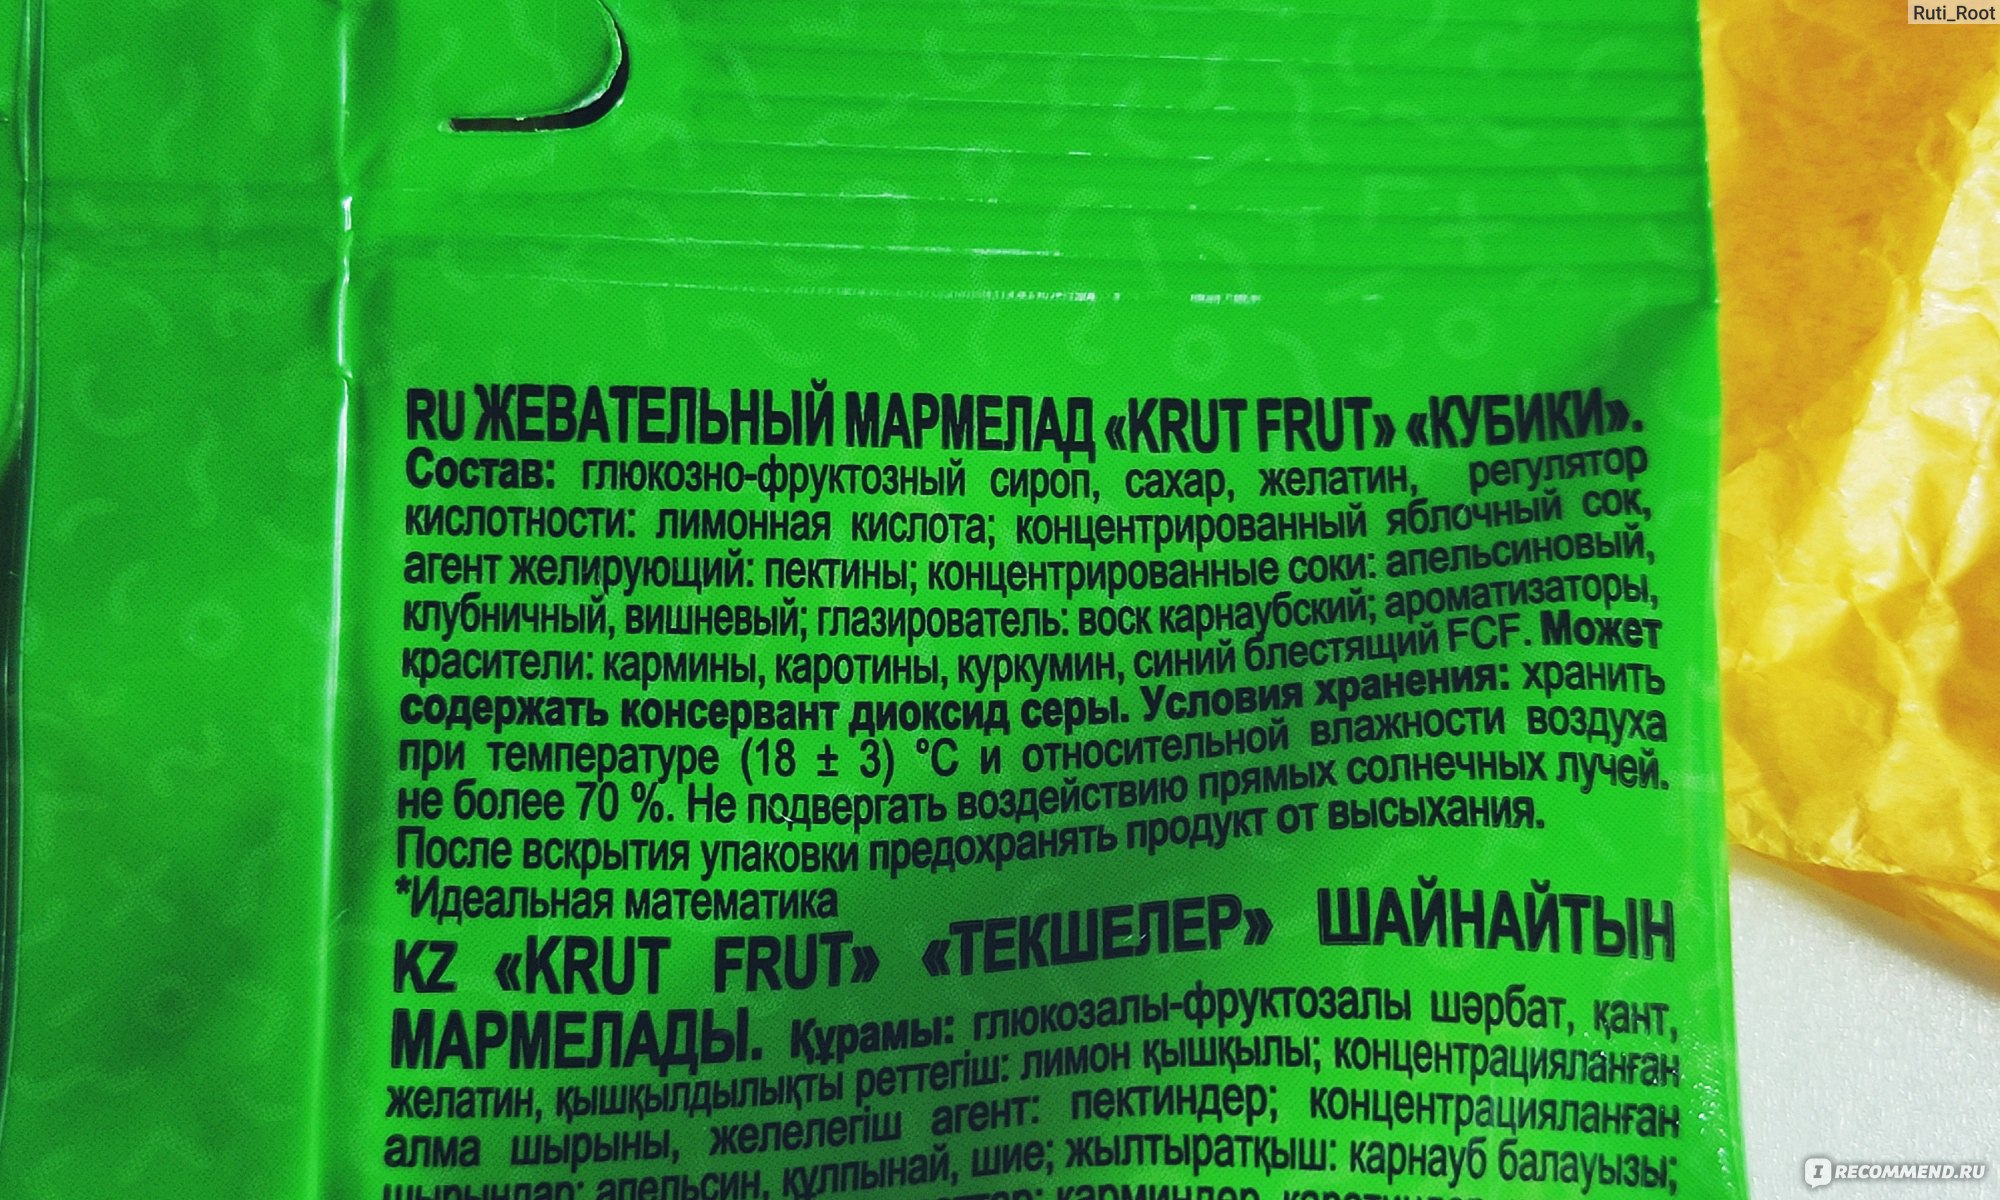 Ruti_Root
RU ЖЕВАТЕЛЬНЫЙ МАРМЕЛАД «KRUT FRUT» «КУБИКИ».
Состав: глюкозно-фруктозный сироп, сахар, желатин, регулятор
кислотности: лимонная кислота; концентрированный яблочный сок,
агент желирующий: пектины; концентрированные соки: апельсиновый,
клубничный, вишневый; глазирователь: воск карнаубский; ароматизаторы,
красители: кармины, каротины, куркумин, синий блестящий FCF. Может
содержать консервант диоксид серы. Условия хранения: хранить
при температуре (18 ± 3) °C и относительной влажности воздуха
не более 70 %. Не подвергать воздействию прямых солнечных лучей.
После вскрытия упаковки предохранять продукт от высыхания.
*Идеальная математика
KZ «KRUT FRUT» «ТЕКШЕЛЕР» ШАЙНАЙТЫН
МАРМЕЛАДЫ. Құрамы: глюкозалы-фруктозалы шәрбат, қант,
желатин, қышқылдылықты реттегіш: лимон қышқылы; концентрацияланған
алма шырыны, желелегіш агент: пектиндер; концентрацияланған
шырындар: апельсин, құлпынай, шие; жылтыратқыш: карнауб балауызы;
карминдер,
IRECOMMEND.RU